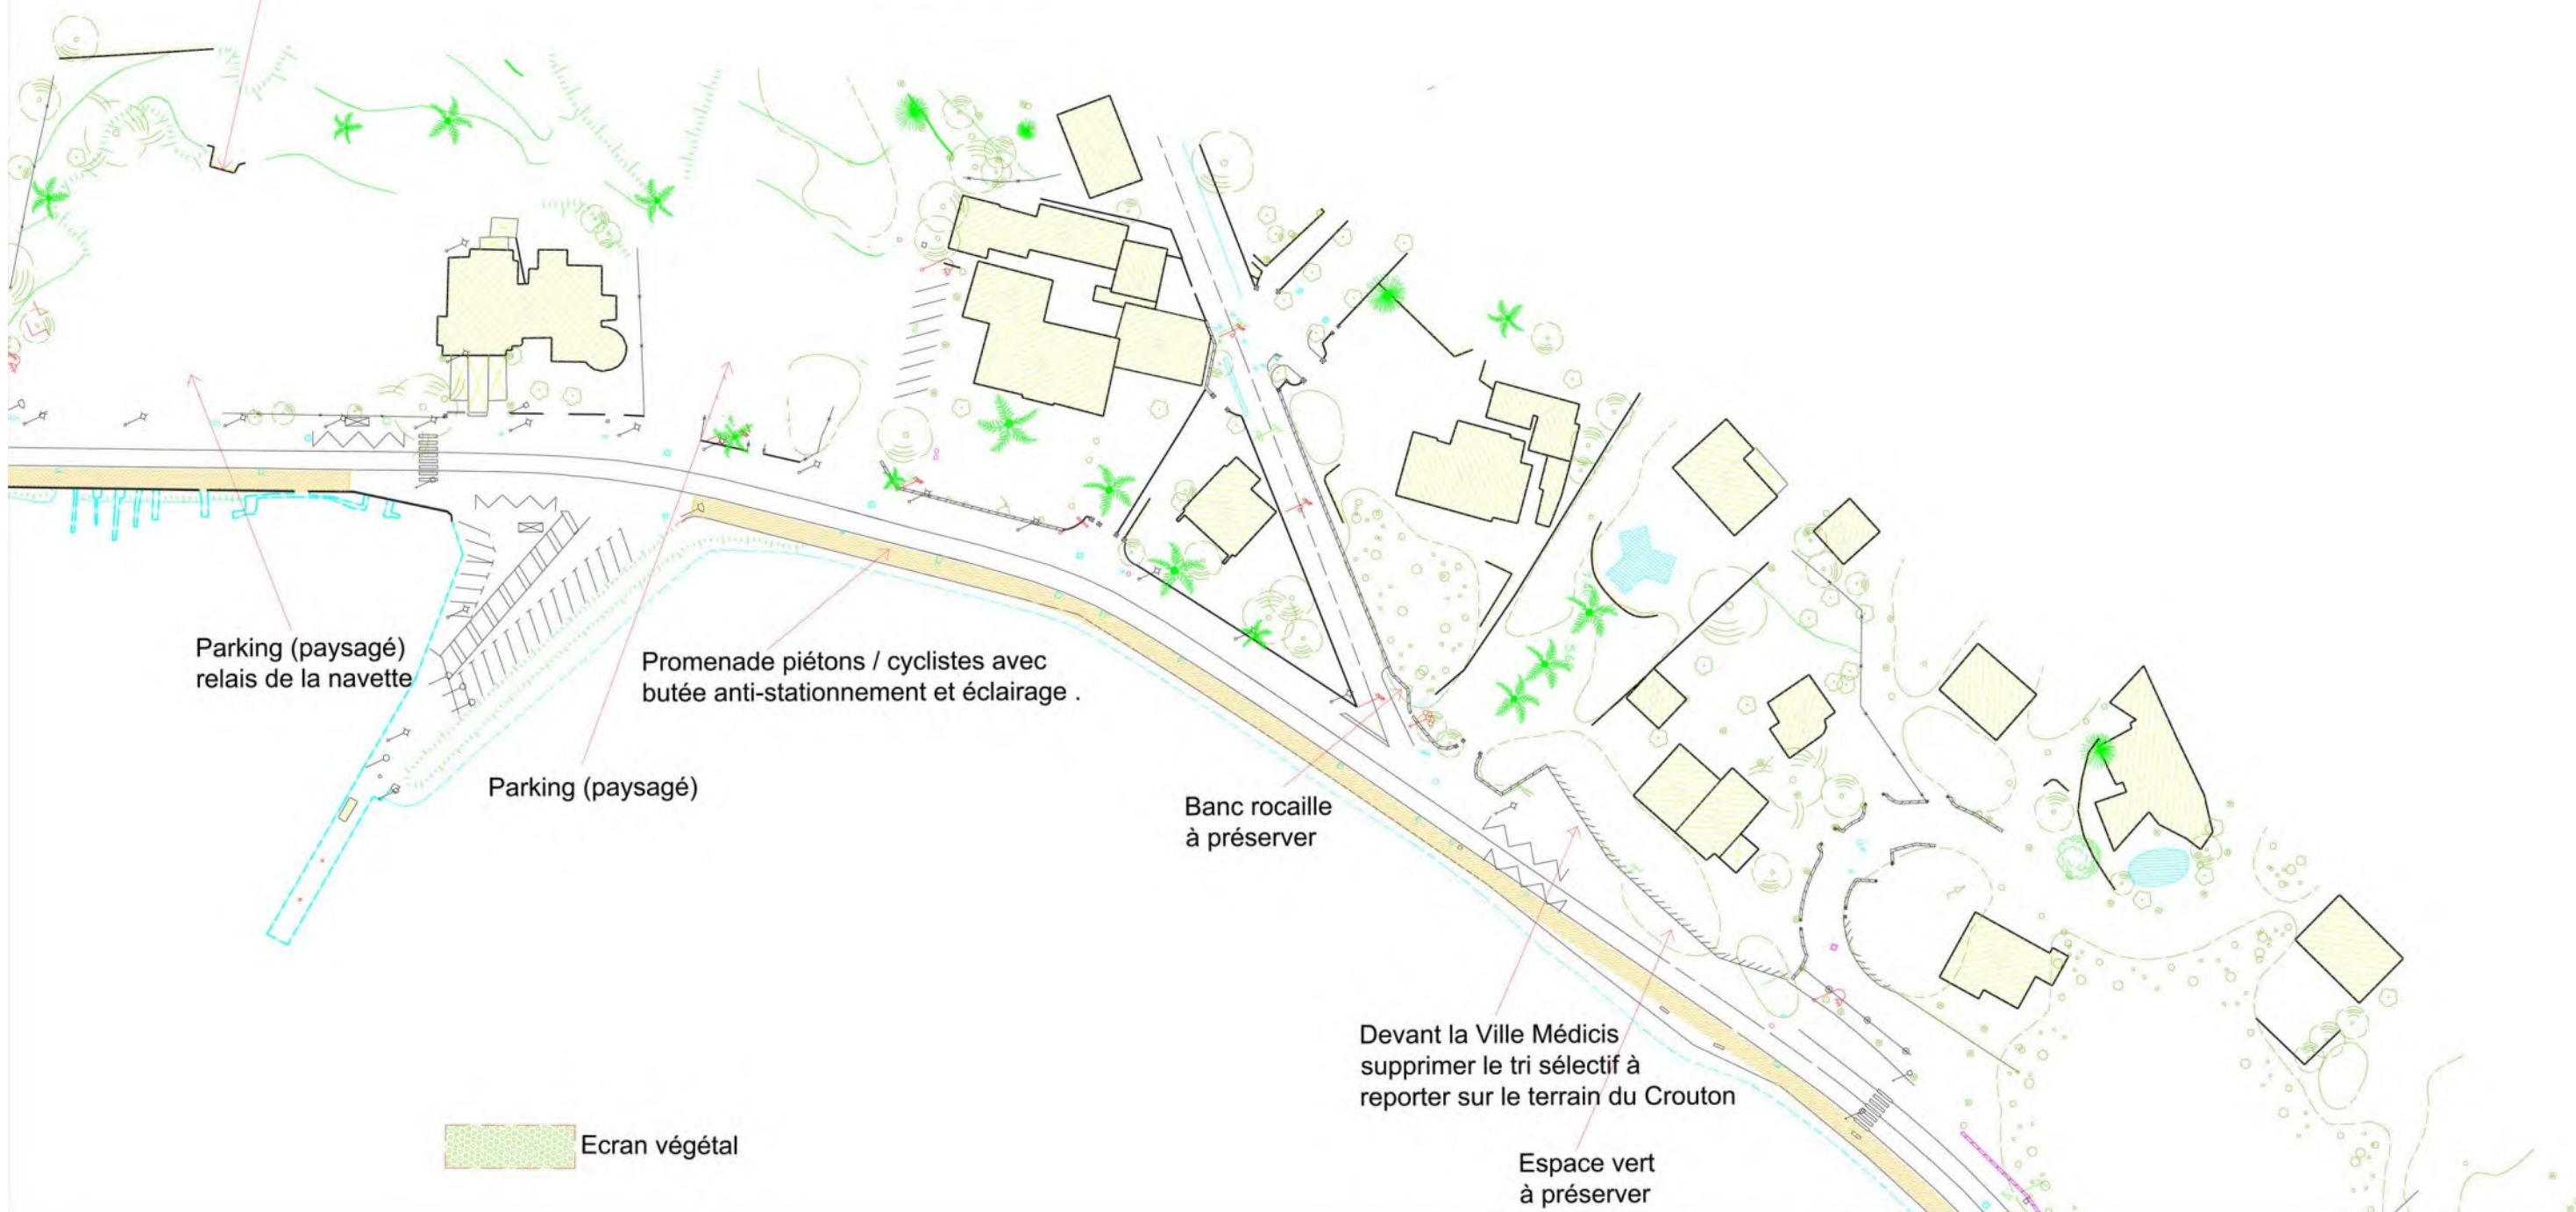 Parking (paysagé)
relais de la navette
Promenade piétons / cyclistes avec
butée anti-stationnement et éclairage .
Parking (paysagé)
Banc rocaille
à préserver
Devant la Ville Médicis
supprimer le tri sélectif à
reporter sur le terrain du Crouton
Ecran végétal
Espace vert
à préserver